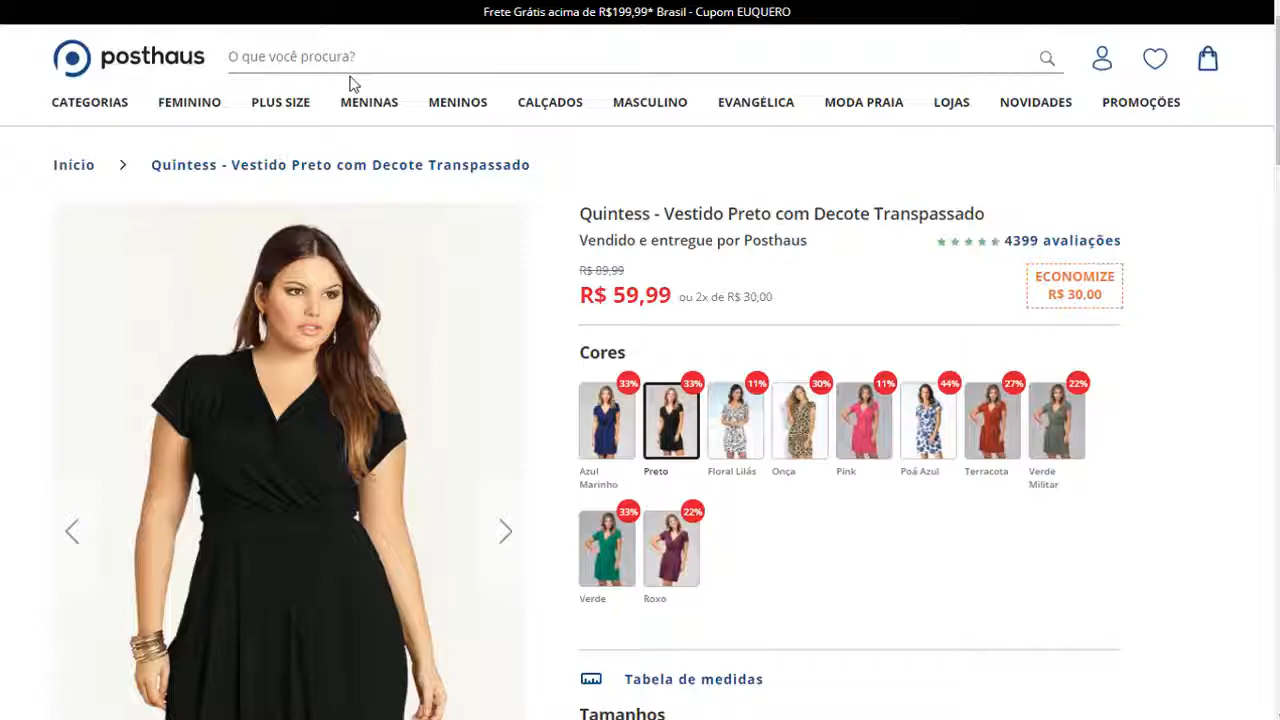 Frete Grátis acima de R$199,99* Brasil - Cupom EUQUERO
posthaus
O que você procura?
CATEGORIAS FEMININO PLUS SIZE MENINAS MENINOS CALÇADOS MASCULINO EVANGÉLICA MODA PRAIA LOJAS NOVIDADES PROMOÇÕES
Início > Quintess - Vestido Preto com Decote Transpassado
Quintess - Vestido Preto com Decote Transpassado
Vendido e entregue por Posthaus 4399 avaliações
R$ 89,99
R$ 59,99 ou 2x de R$ 30,00
ECONOMIZE
R$ 30,00
Cores
33% 33% 11% 30% 11% 44% 27% 22%
Azul Marinho Preto Floral Lilás Onça Pink Poá Azul Terracota Verde Militar
33% 22%
Verde Roxo
Tabela de medidas
Tamanhos